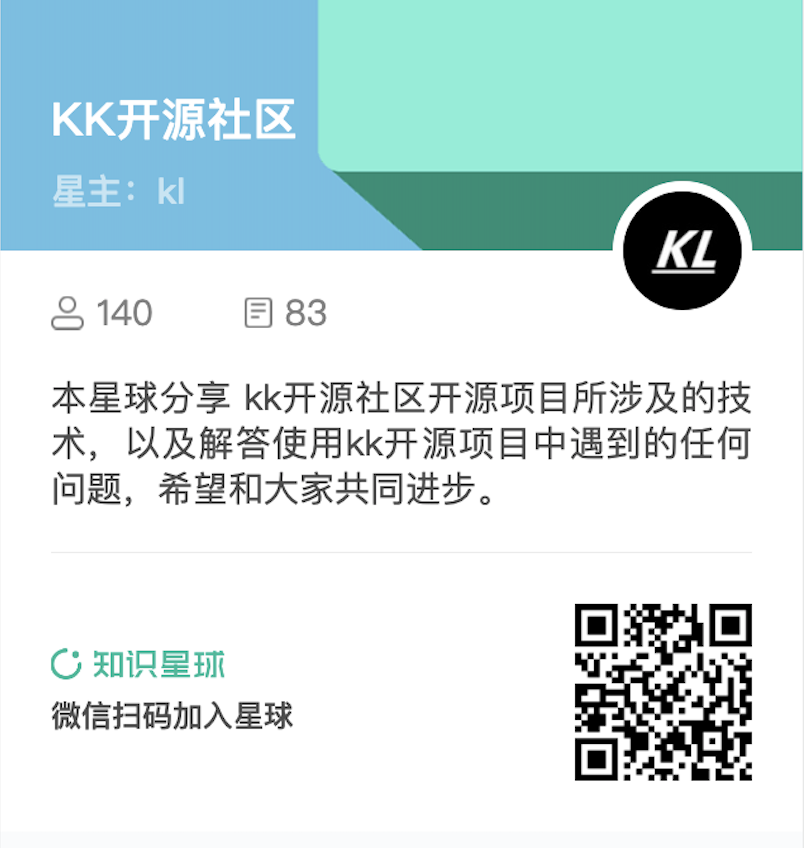 KK开源社区
星主：kl
KL
140 83
本星球分享 kk开源社区开源项目所涉及的技
术，以及解答使用kk开源项目中遇到的任何
问题，希望和大家共同进步。
知识星球
微信扫码加入星球